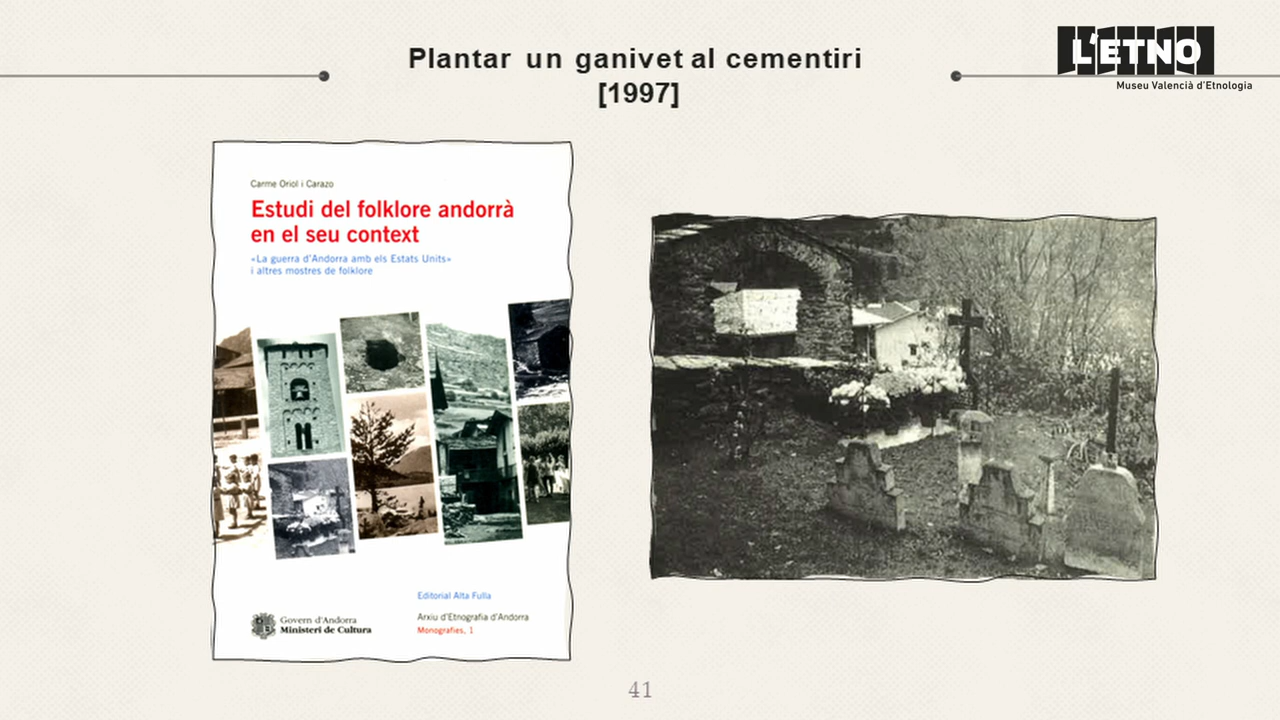 Plantar un ganivet al cementiri
[1997]
L'ETNO
Museu Valencià d'Etnologia
Carme Oriol i Carazo
Estudi del folklore andorrà
en el seu context
«La guerra d'Andorra amb els Estats Units»
i altres mostres de folklore
Editorial Alta Fulla
Govern d'Andorra
Ministeri de Cultura
Arxiu d'Etnografia d'Andorra
Monografies, 1
41